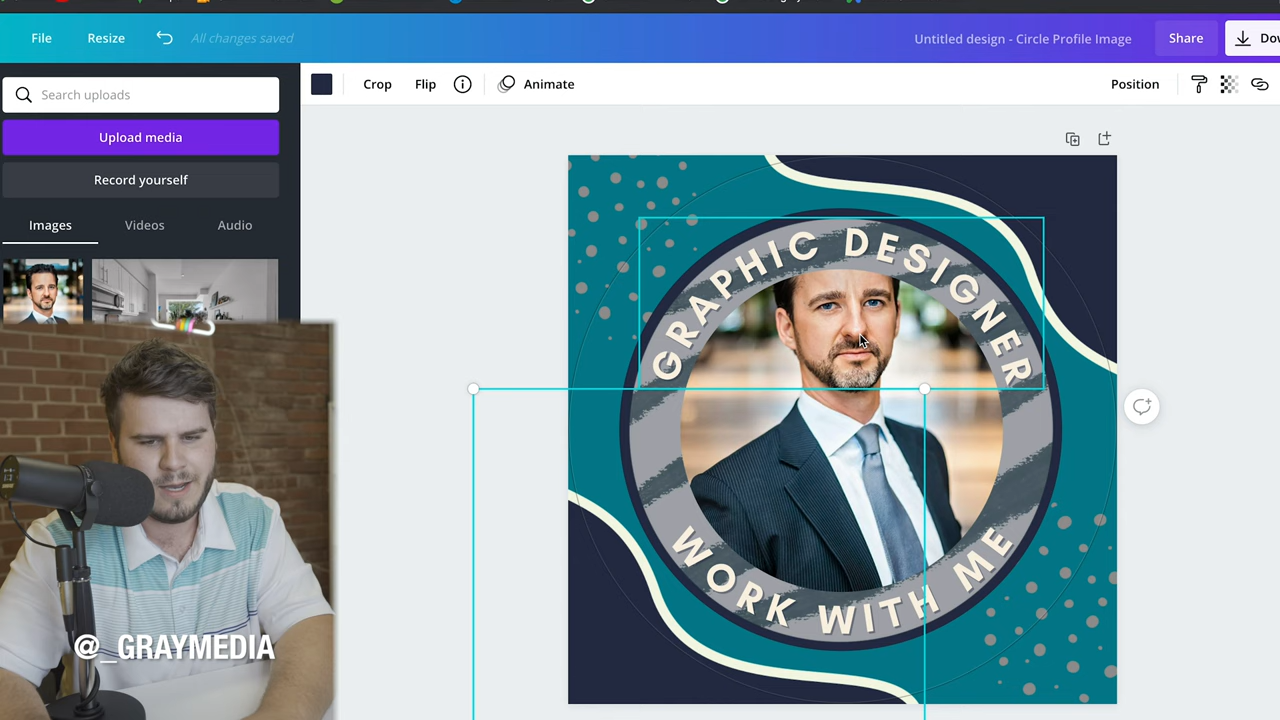 File Resize All changes saved Untitled design - Circle Profile Image Share
Search uploads
Upload media
Record yourself
Images Videos Audio
Crop Flip Animate Position
GRAPHIC DESIGNER
WORK WITH ME
@_GRAYMEDIA